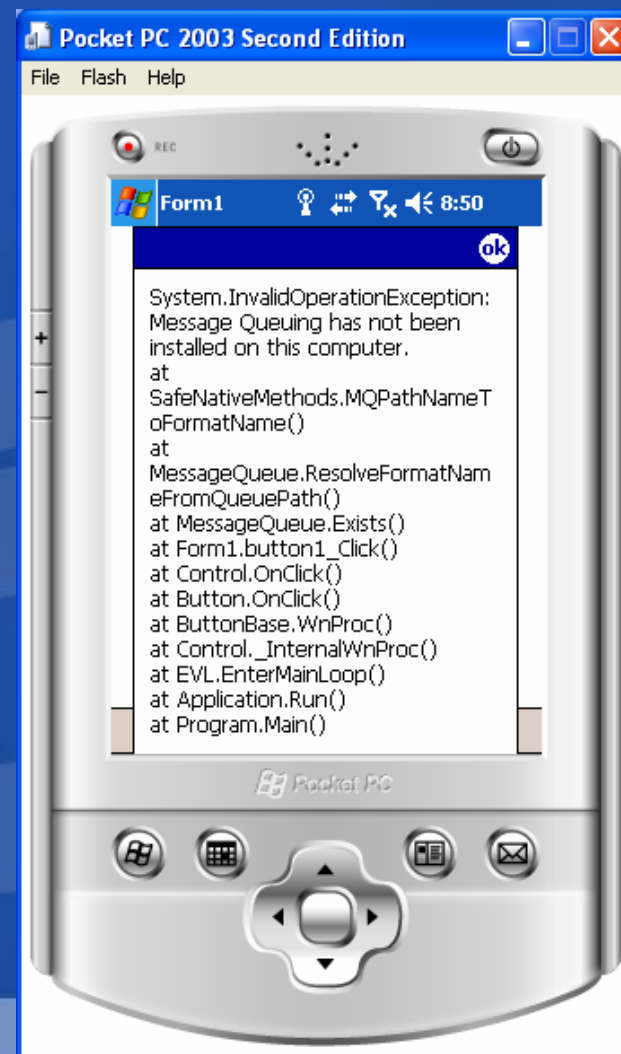 Pocket PC 2003 Second Edition
File Flash Help
REC
Form1 8:50
ok
System.InvalidOperationException:
Message Queuing has not been
installed on this computer.
at
SafeNativeMethods.MQPathNameT
oFormatName()
at
MessageQueue.ResolveFormatNam
eFromQueuePath()
at MessageQueue.Exists()
at Form1.button1_Click()
at Control.OnClick()
at Button.OnClick()
at ButtonBase.WnProc()
at Control._InternalWnProc()
at EVL.EnterMainLoop()
at Application.Run()
at Program.Main()
+
−
Pocket PC